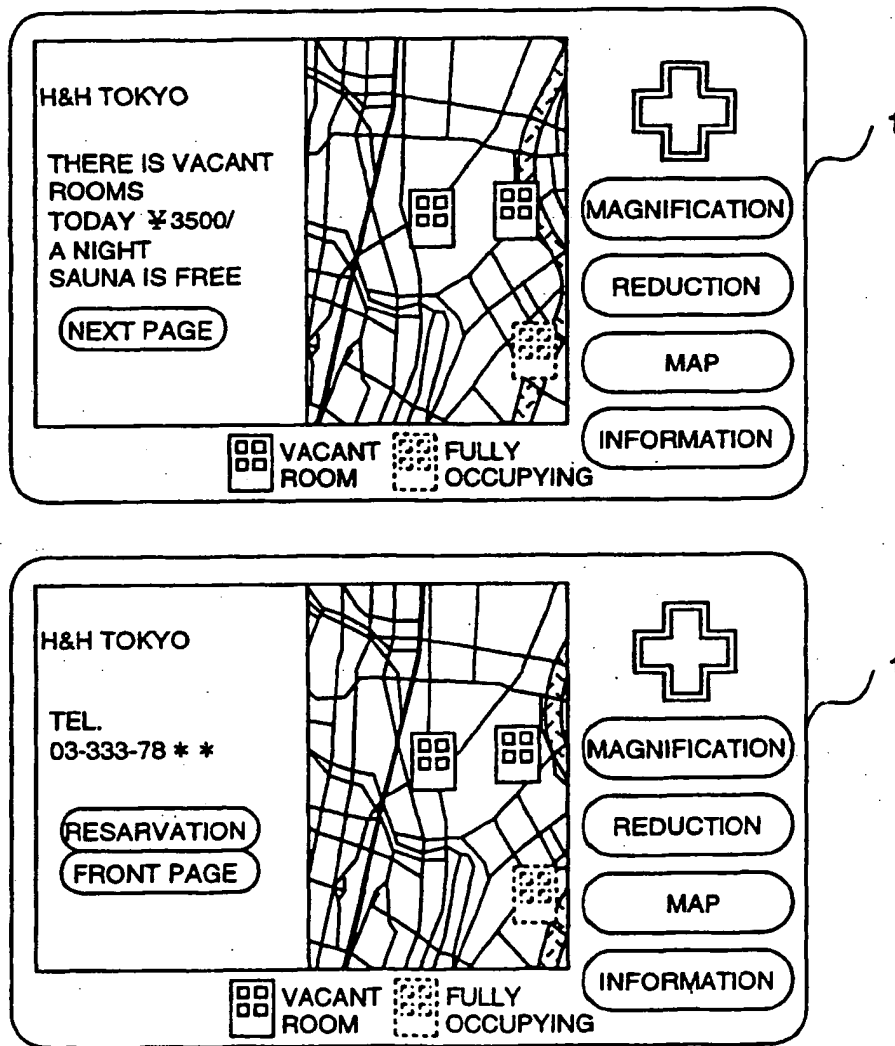 H&H TOKYO
THERE IS VACANT
ROOMS
TODAY ¥3500/
A NIGHT
SAUNA IS FREE
NEXT PAGE
MAGNIFICATION
REDUCTION
MAP
INFORMATION
VACANT
ROOM
FULLY
OCCUPYING
H&H TOKYO
TEL.
03-333-78＊＊
RESARVATION
FRONT PAGE
MAGNIFICATION
REDUCTION
MAP
INFORMATION
VACANT
ROOM
FULLY
OCCUPYING